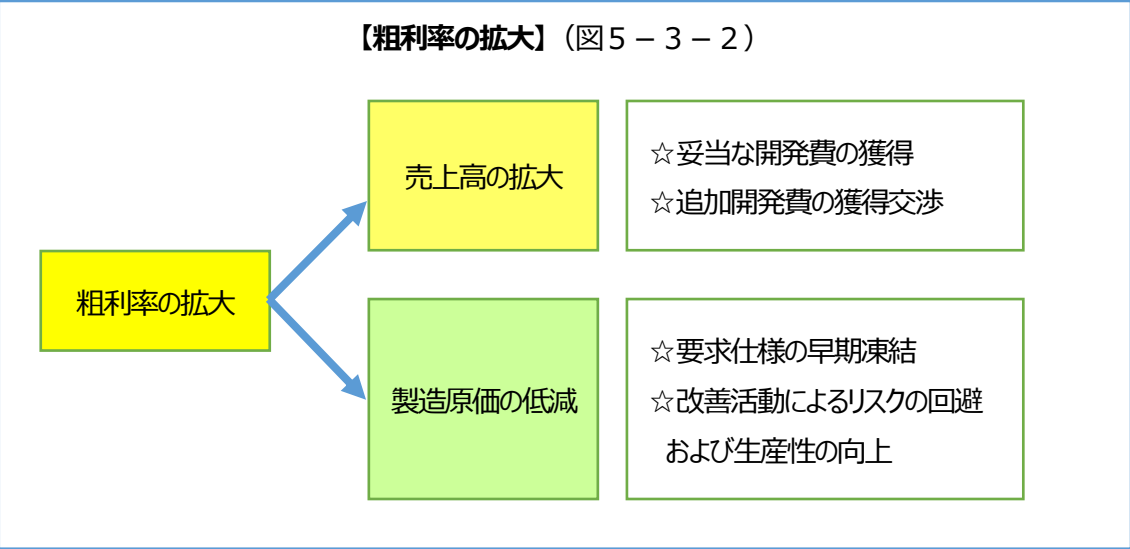 【粗利率の拡大】（図５－３－２）
売上高の拡大
☆妥当な開発費の獲得
☆追加開発費の獲得交渉
粗利率の拡大
製造原価の低減
☆要求仕様の早期凍結
☆改善活動によるリスクの回避
および生産性の向上